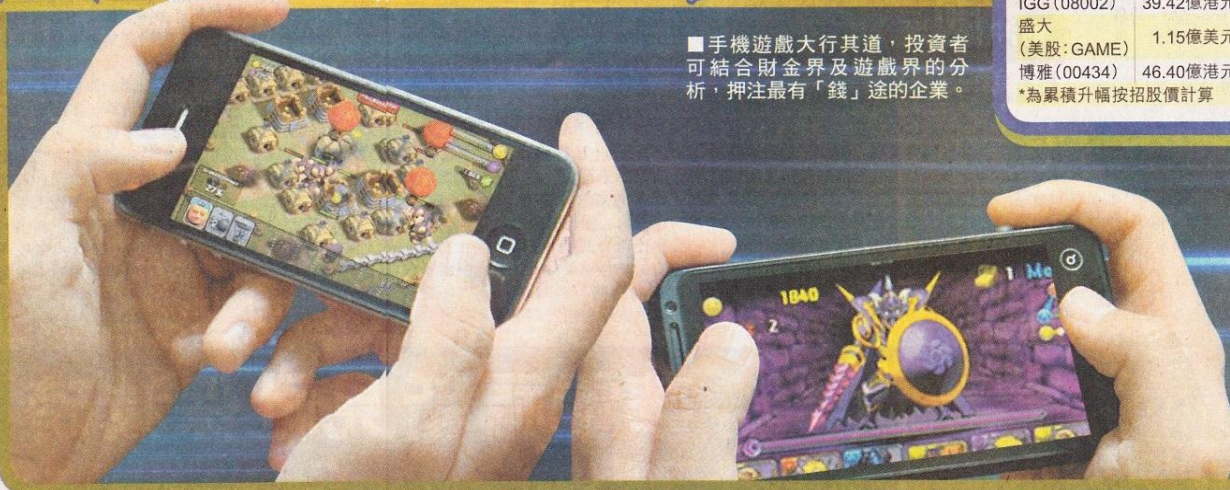 ■手機遊戲大行其道，投資者
可結合財金界及遊戲界的分
析，押注最有「錢」途的企業。
IGG(08002) 39.42億港元
盛大
(美股：GAME) 1.15億美元
博雅(00434) 46.40億港元
*為累積升幅按招股價計算
1840
2
1 Me